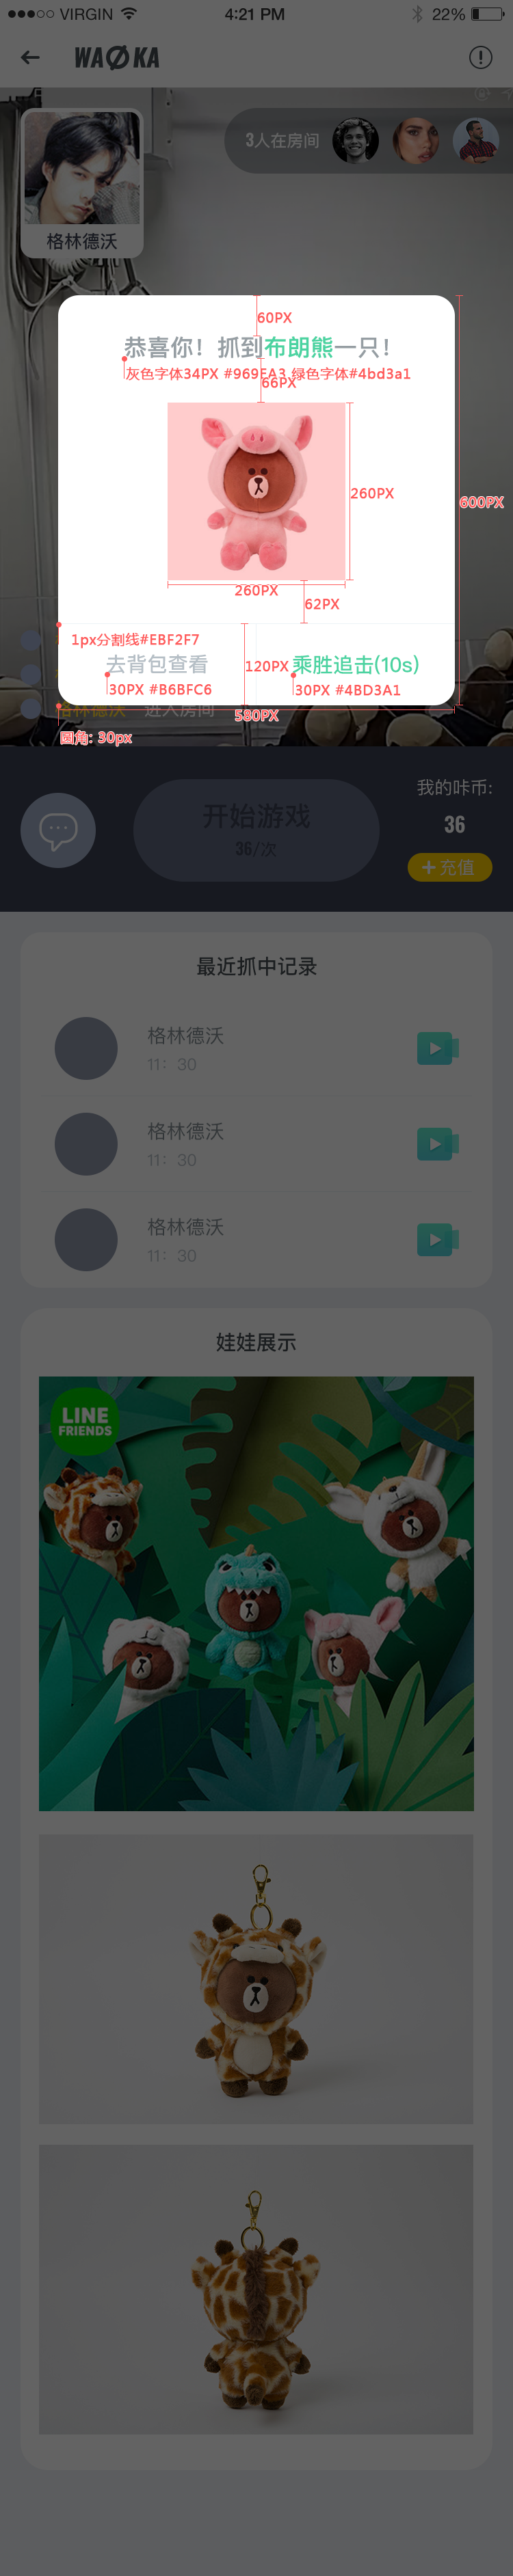 VIRGIN
4:21 PM
22%
WAØKA
3人在房间
格林德沃
60PX
恭喜你！抓到布朗熊一只！
灰色字体34PX #969EA3 绿色字体#4bd3a1
66PX
260PX
600PX
260PX
62PX
1px分割线#EBF2F7
去背包查看
120PX
乘胜追击(10s)
30PX #B6BFC6
30PX #4BD3A1
格林德沃 进入房间
580PX
圆角：30px
我的咔币:
开始游戏
36
36/次
充值
最近抓中记录
格林德沃
11：30
格林德沃
11：30
格林德沃
11：30
娃娃展示
LINE
FRIENDS